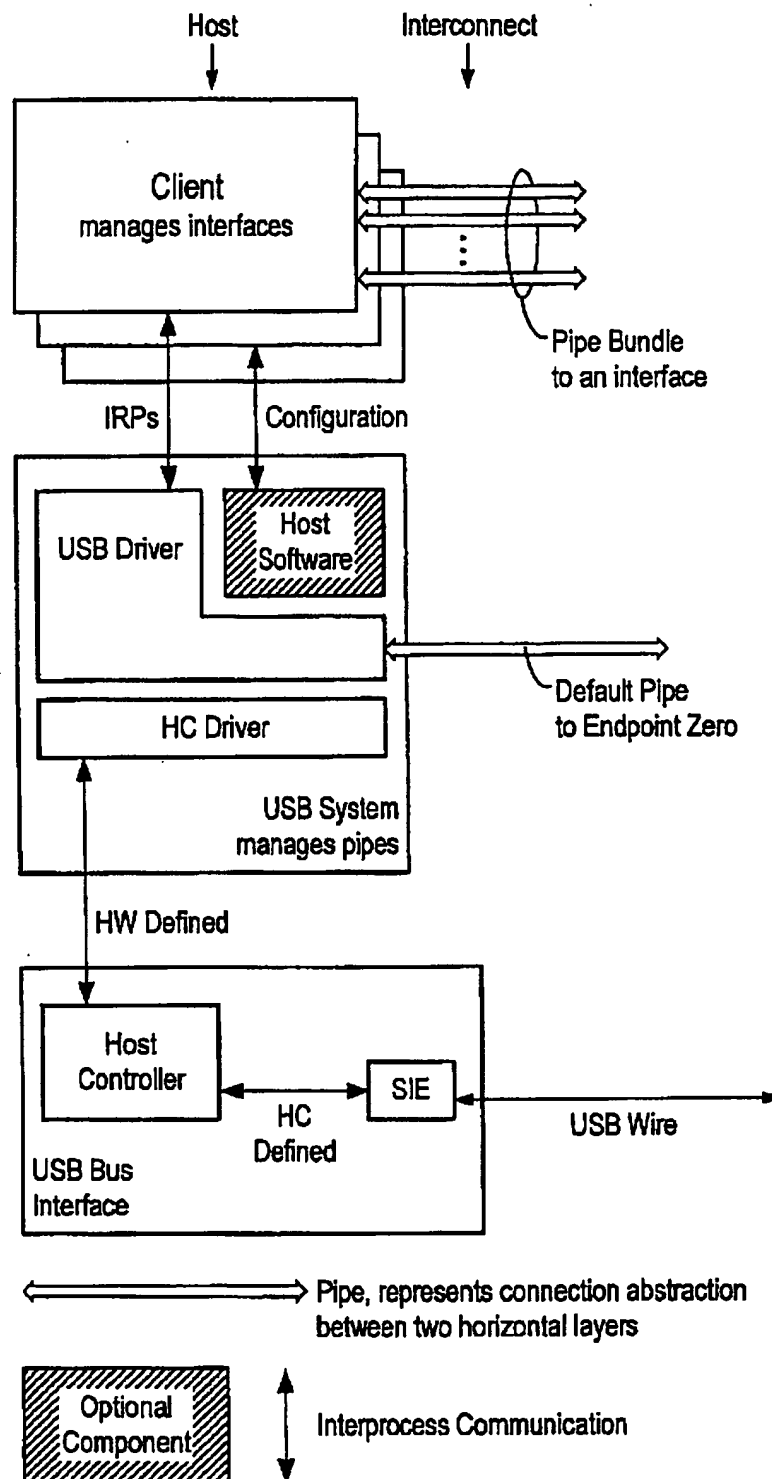 Host
Interconnect
Client
manages interfaces
Pipe Bundle
to an interface
IRPs
Configuration
USB Driver
Host
Software
Default Pipe
to Endpoint Zero
HC Driver
USB System
manages pipes
HW Defined
Host
Controller
SIE
HC
Defined
USB Wire
USB Bus
Interface
Pipe, represents connection abstraction
between two horizontal layers
Optional
Component
Interprocess Communication